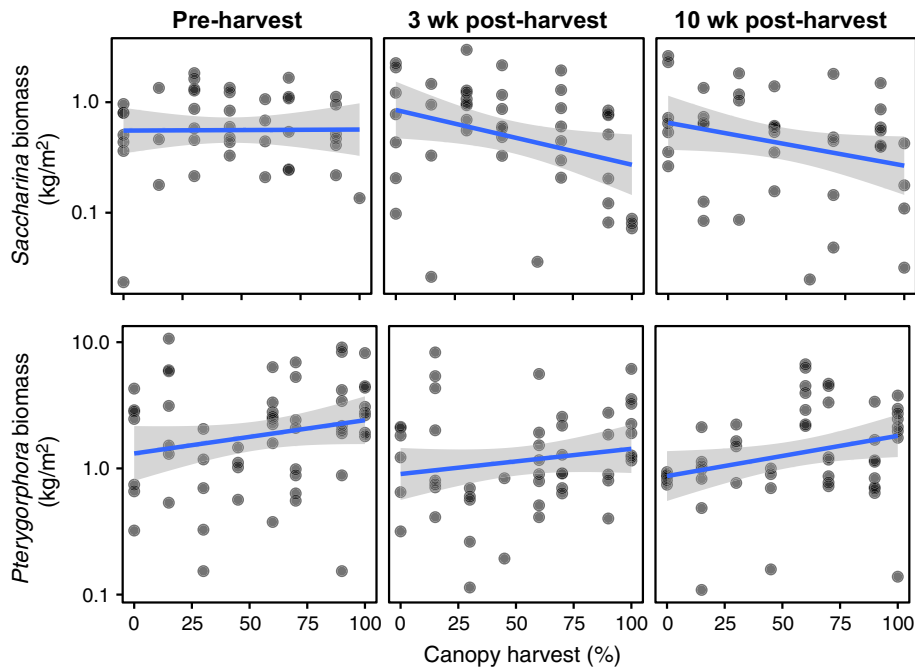 Pre-harvest 3 wk post-harvest 10 wk post-harvest
Saccharina biomass
(kg/m²)
1.0
0.1
Pterygorphora biomass
(kg/m²)
10.0
1.0
0.1
0 25 50 75 100 0 25 50 75 100 0 25 50 75 100
Canopy harvest (%)